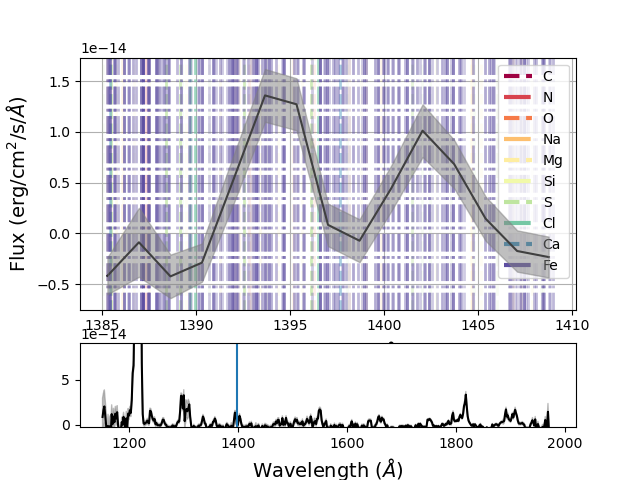 1e−14
1.5
1.0
0.5
0.0
−0.5
Flux (erg/cm²/s/Å)
C
N
O
Na
Mg
Si
S
Cl
Ca
Fe
1385 1390 1395 1400 1405 1410
1e−14
5
0
1200 1400 1600 1800 2000
Wavelength (Å)